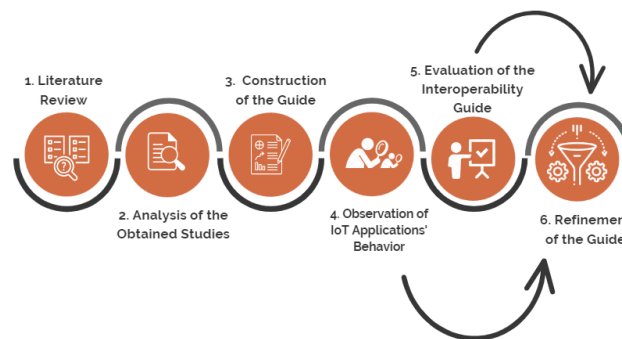 1. Literature
Review
2. Analysis of the
Obtained Studies
3. Construction
of the Guide
4. Observation of
IoT Applications'
Behavior
5. Evaluation of the
Interoperability
Guide
6. Refinemen
of the Guide